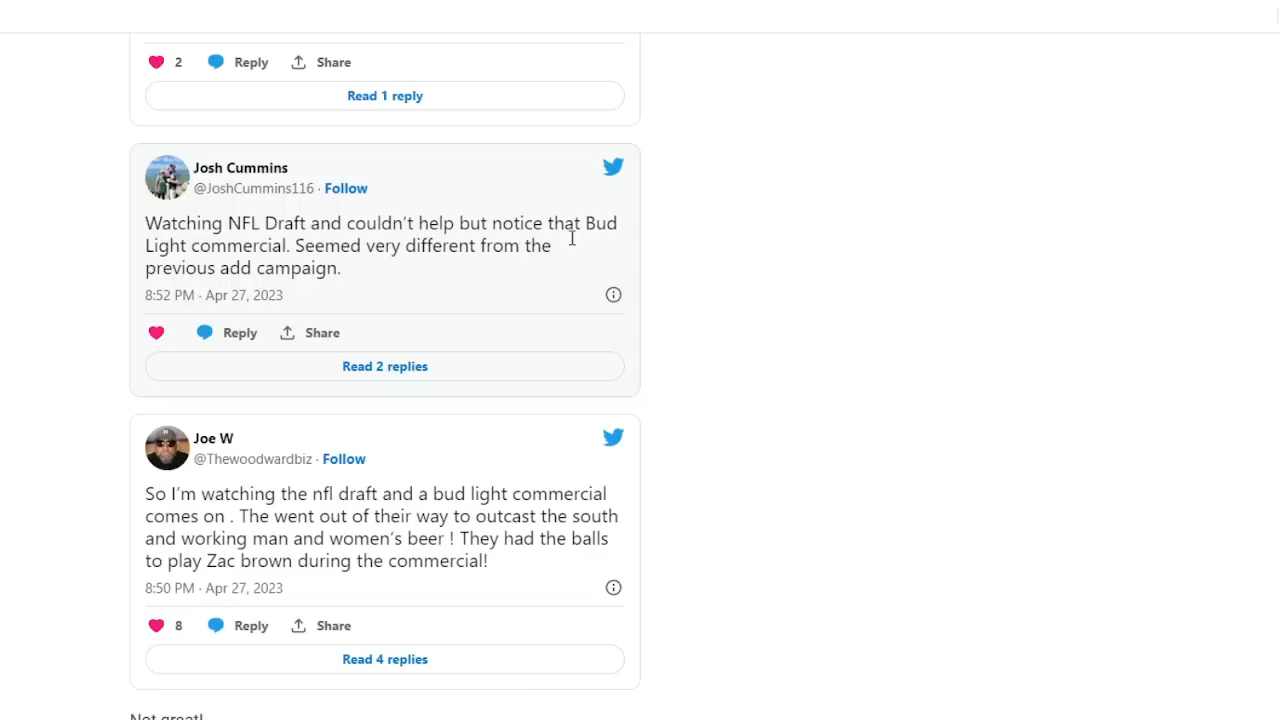 2 Reply Share
Read 1 reply
Josh Cummins
@JoshCummins116 · Follow
Watching NFL Draft and couldn't help but notice that Bud
Light commercial. Seemed very different from the
previous add campaign.
8:52 PM · Apr 27, 2023
Reply Share
Read 2 replies
Joe W
@Thewoodwardbiz · Follow
So I'm watching the nfl draft and a bud light commercial
comes on . The went out of their way to outcast the south
and working man and women's beer ! They had the balls
to play Zac brown during the commercial!
8:50 PM · Apr 27, 2023
8 Reply Share
Read 4 replies
Not great!